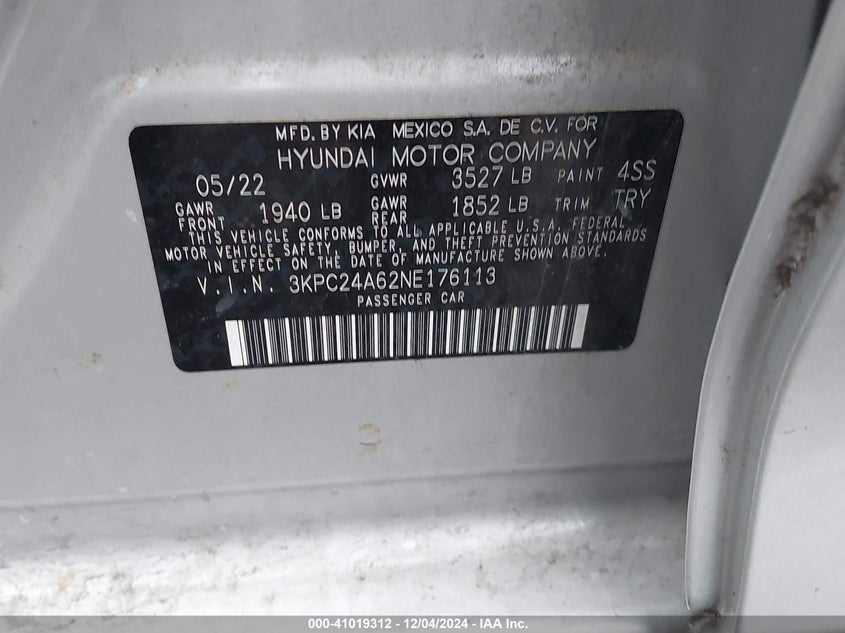 MFD. BY KIA MEXICO S.A. DE C.V. FOR
HYUNDAI MOTOR COMPANY
05/22 GVWR 3527 LB PAINT 4SS
GAWR FRONT 1940 LB GAWR REAR 1852 LB TRIM TRY
THIS VEHICLE CONFORMS TO ALL APPLICABLE U.S.A. FEDERAL
MOTOR VEHICLE SAFETY, BUMPER, AND THEFT PREVENTION STANDARDS
IN EFFECT ON THE DATE OF MANUFACTURE SHOWN ABOVE.
V.I.N. 3KPC24A62NE176113
PASSENGER CAR
000-41019312 - 12/04/2024 - IAA Inc.